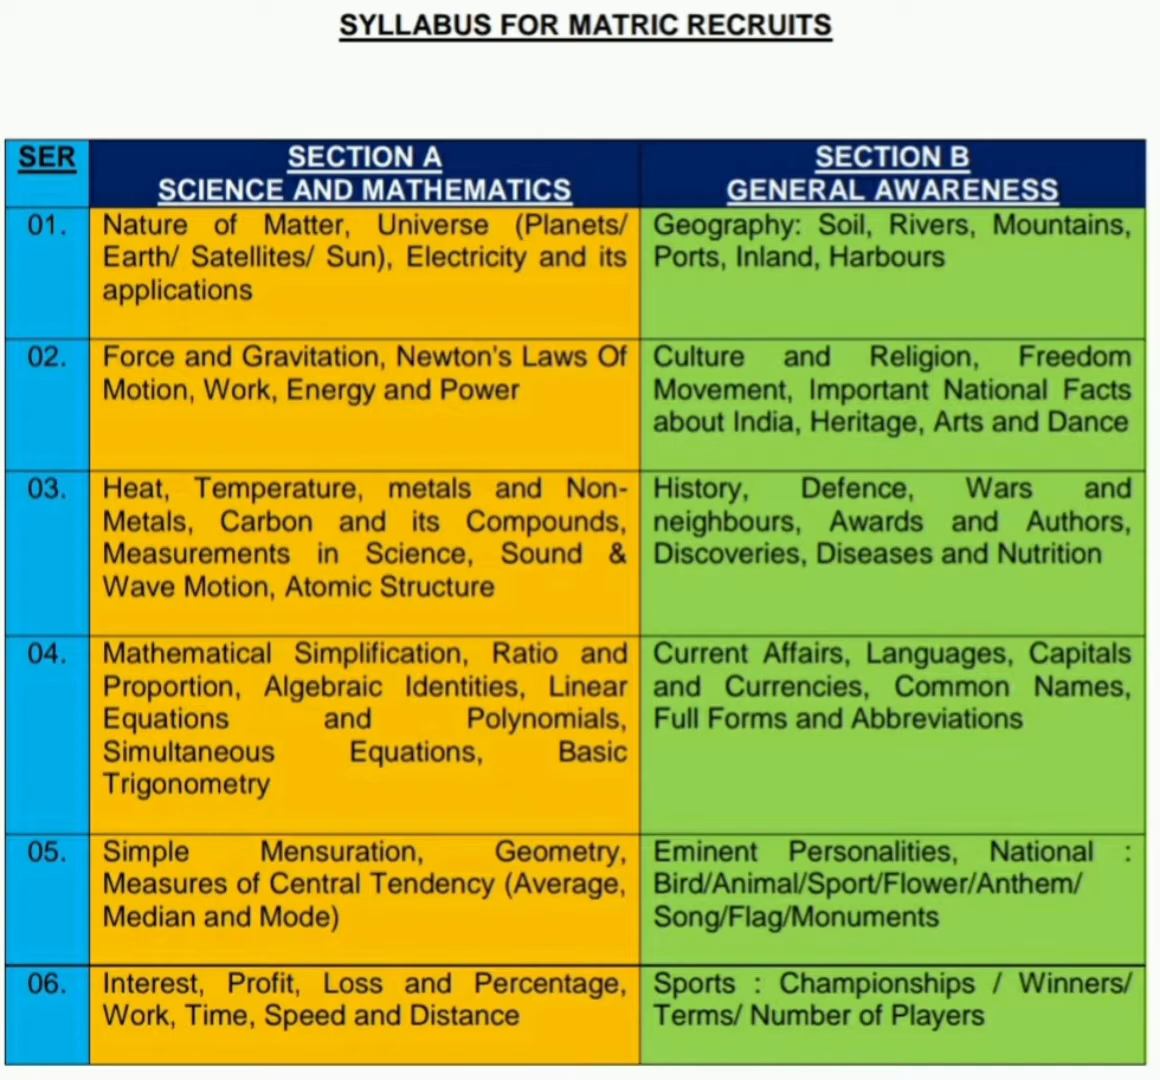 SYLLABUS FOR MATRIC RECRUITS
SER
SECTION A
SCIENCE AND MATHEMATICS
SECTION B
GENERAL AWARENESS
01.
Nature of Matter, Universe (Planets/
Earth/ Satellites/ Sun), Electricity and its
applications
Geography: Soil, Rivers, Mountains,
Ports, Inland, Harbours
02.
Force and Gravitation, Newton's Laws Of
Motion, Work, Energy and Power
Culture and Religion, Freedom
Movement, Important National Facts
about India, Heritage, Arts and Dance
03.
Heat, Temperature, metals and Non-
Metals, Carbon and its Compounds,
Measurements in Science, Sound &
Wave Motion, Atomic Structure
History, Defence, Wars and
neighbours, Awards and Authors,
Discoveries, Diseases and Nutrition
04.
Mathematical Simplification, Ratio and
Proportion, Algebraic Identities, Linear
Equations and Polynomials,
Simultaneous Equations, Basic
Trigonometry
Current Affairs, Languages, Capitals
and Currencies, Common Names,
Full Forms and Abbreviations
05.
Simple Mensuration, Geometry,
Measures of Central Tendency (Average,
Median and Mode)
Eminent Personalities, National :
Bird/Animal/Sport/Flower/Anthem/
Song/Flag/Monuments
06.
Interest, Profit, Loss and Percentage,
Work, Time, Speed and Distance
Sports : Championships / Winners/
Terms/ Number of Players